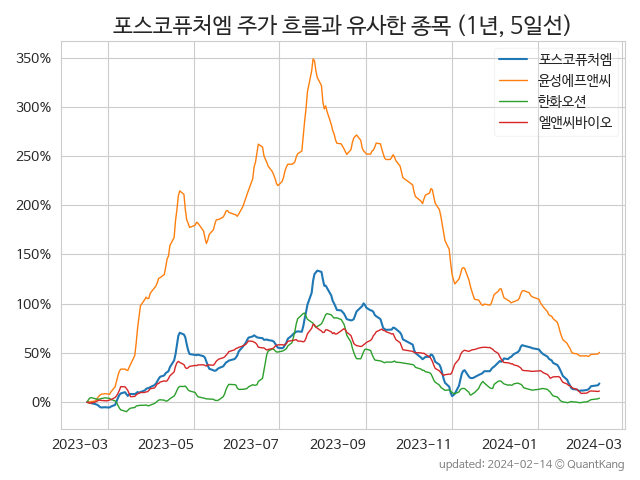 포스코퓨처엠 주가 흐름과 유사한 종목 (1년, 5일선)
350%
300%
250%
200%
150%
100%
50%
0%
포스코퓨처엠
윤성에프앤씨
한화오션
엘앤씨바이오
2023-03
2023-05
2023-07
2023-09
2023-11
2024-01
2024-03
updated: 2024-02-14 @ QuantKang